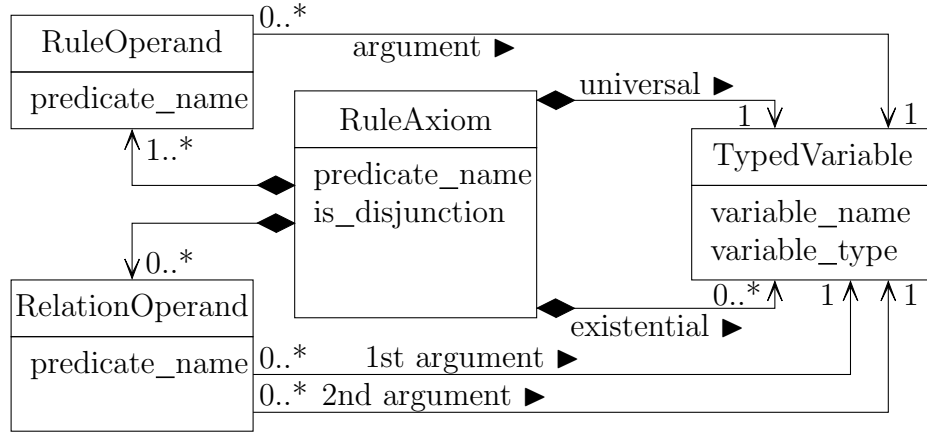 RuleOperand
predicate_name
0..*
argument ►
1
1..*
RuleAxiom
predicate_name
is_disjunction
universal ►
1
TypedVariable
variable_name
variable_type
0..*
RelationOperand
predicate_name
existential ►
0..*
1
1
0..*
1st argument ►
0..*
2nd argument ►